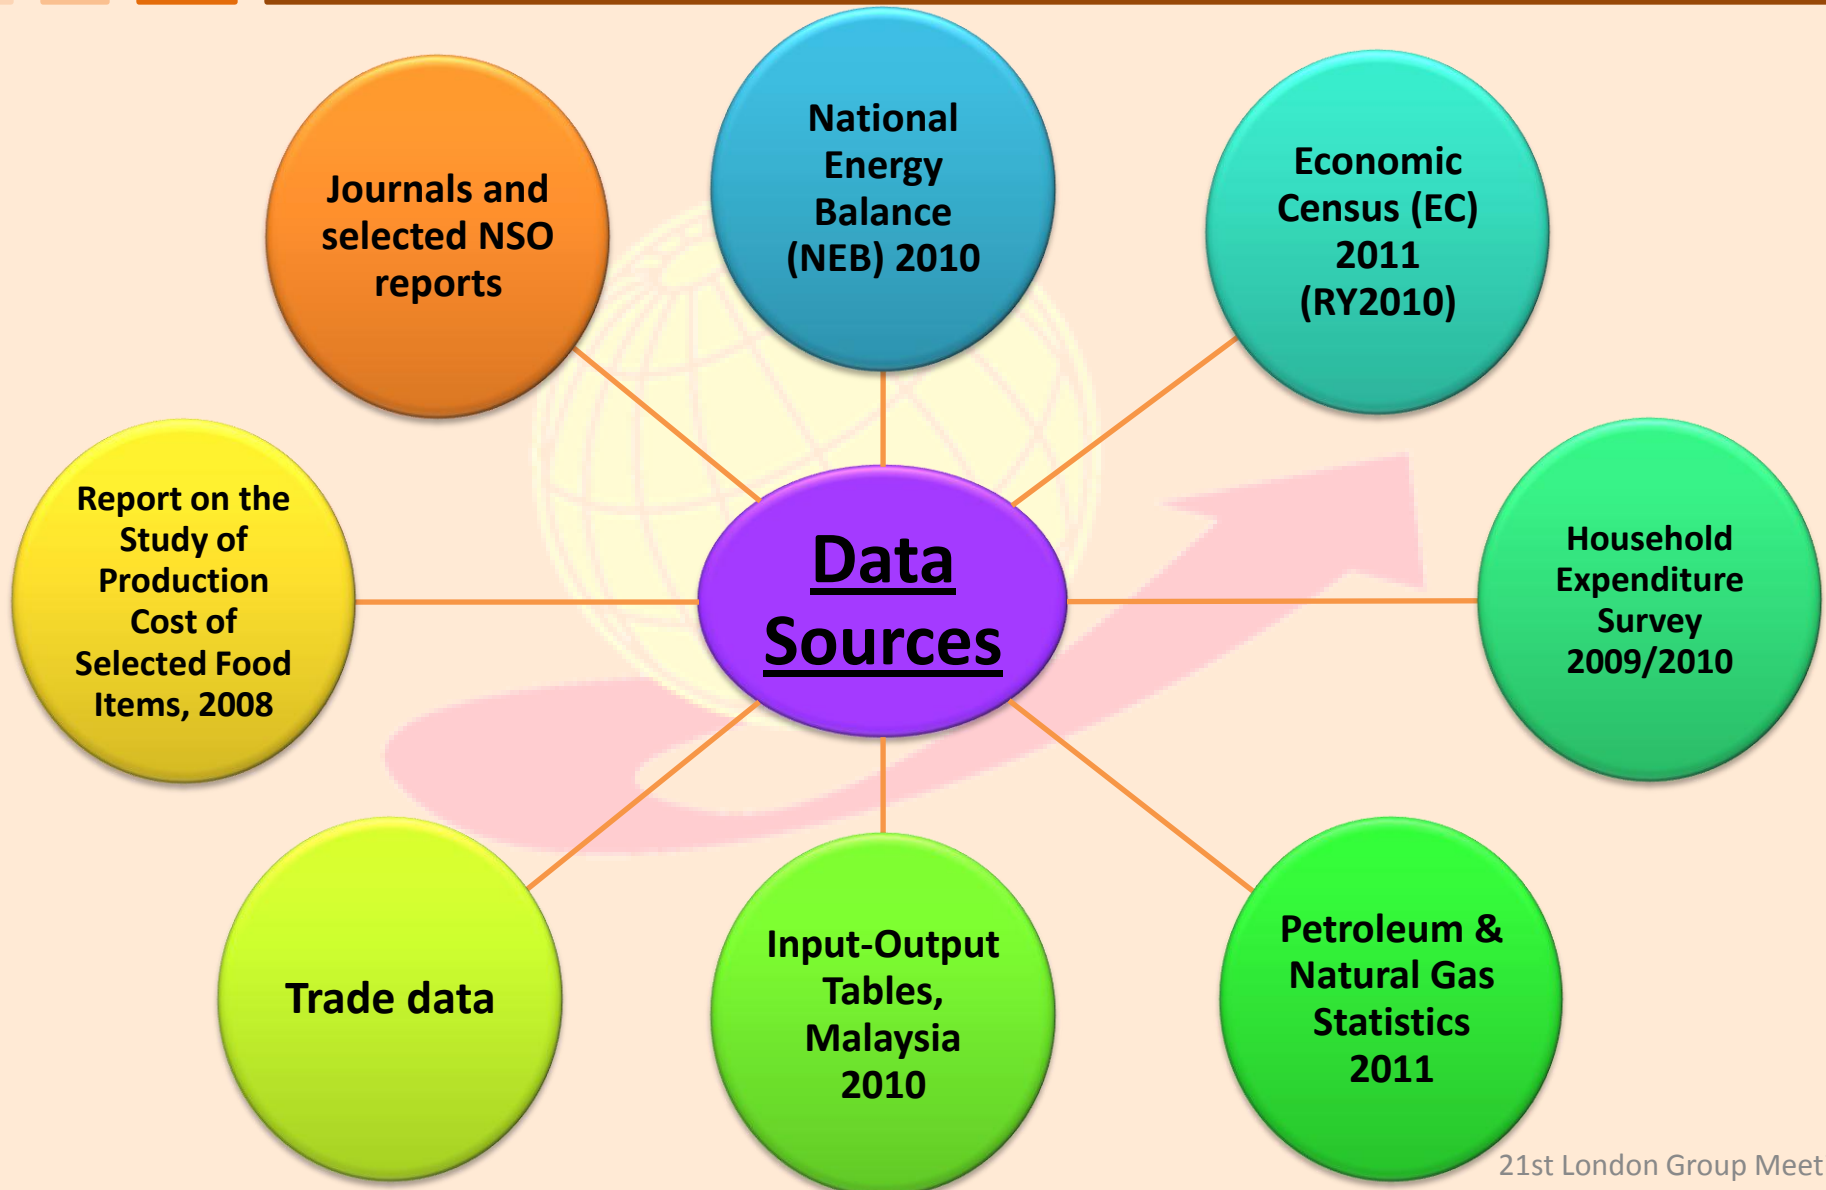 National
Energy
Balance
(NEB) 2010
Economic
Census (EC)
2011
(RY2010)
Household
Expenditure
Survey
2009/2010
Petroleum &
Natural Gas
Statistics
2011
Input-Output
Tables,
Malaysia
2010
Trade data
Report on the
Study of
Production
Cost of
Selected Food
Items, 2008
Journals and
selected NSO
reports
Data
Sources
21st London Group Meet